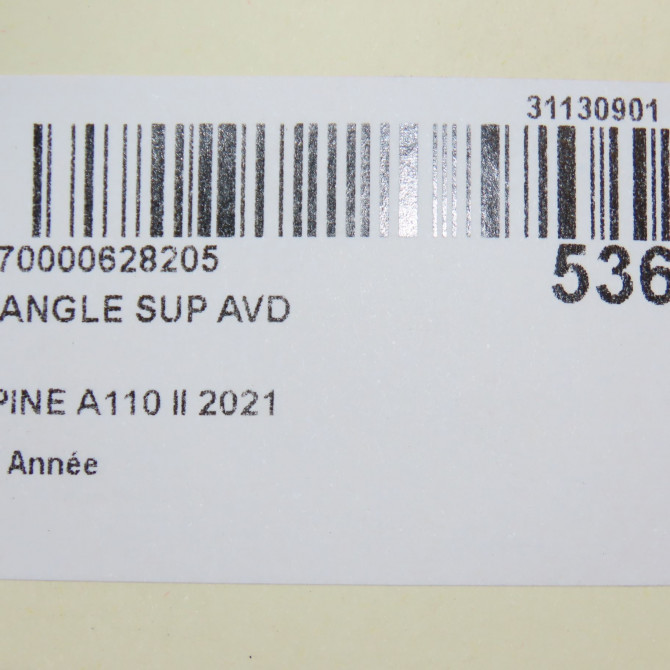 31130901
70000628205
536
ANGLE SUP AVD
PINE A110 II 2021
Année